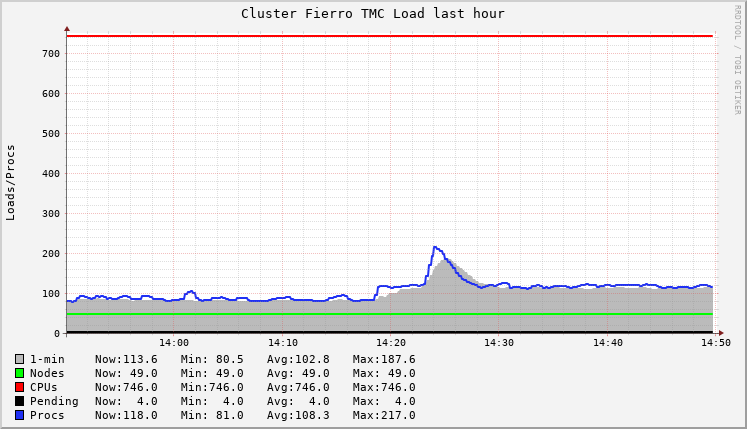 Cluster Fierro TMC Load last hour
RRDTOOL / TOBI OETIKER
Loads/Procs
700
600
500
400
300
200
100
0
14:00 14:10 14:20 14:30 14:40 14:50
1-min Now:113.6 Min: 80.5 Avg:102.8 Max:187.6
Nodes Now: 49.0 Min: 49.0 Avg: 49.0 Max: 49.0
CPUs Now:746.0 Min:746.0 Avg:746.0 Max:746.0
Pending Now: 4.0 Min: 4.0 Avg: 4.0 Max: 4.0
Procs Now:118.0 Min: 81.0 Avg:108.3 Max:217.0